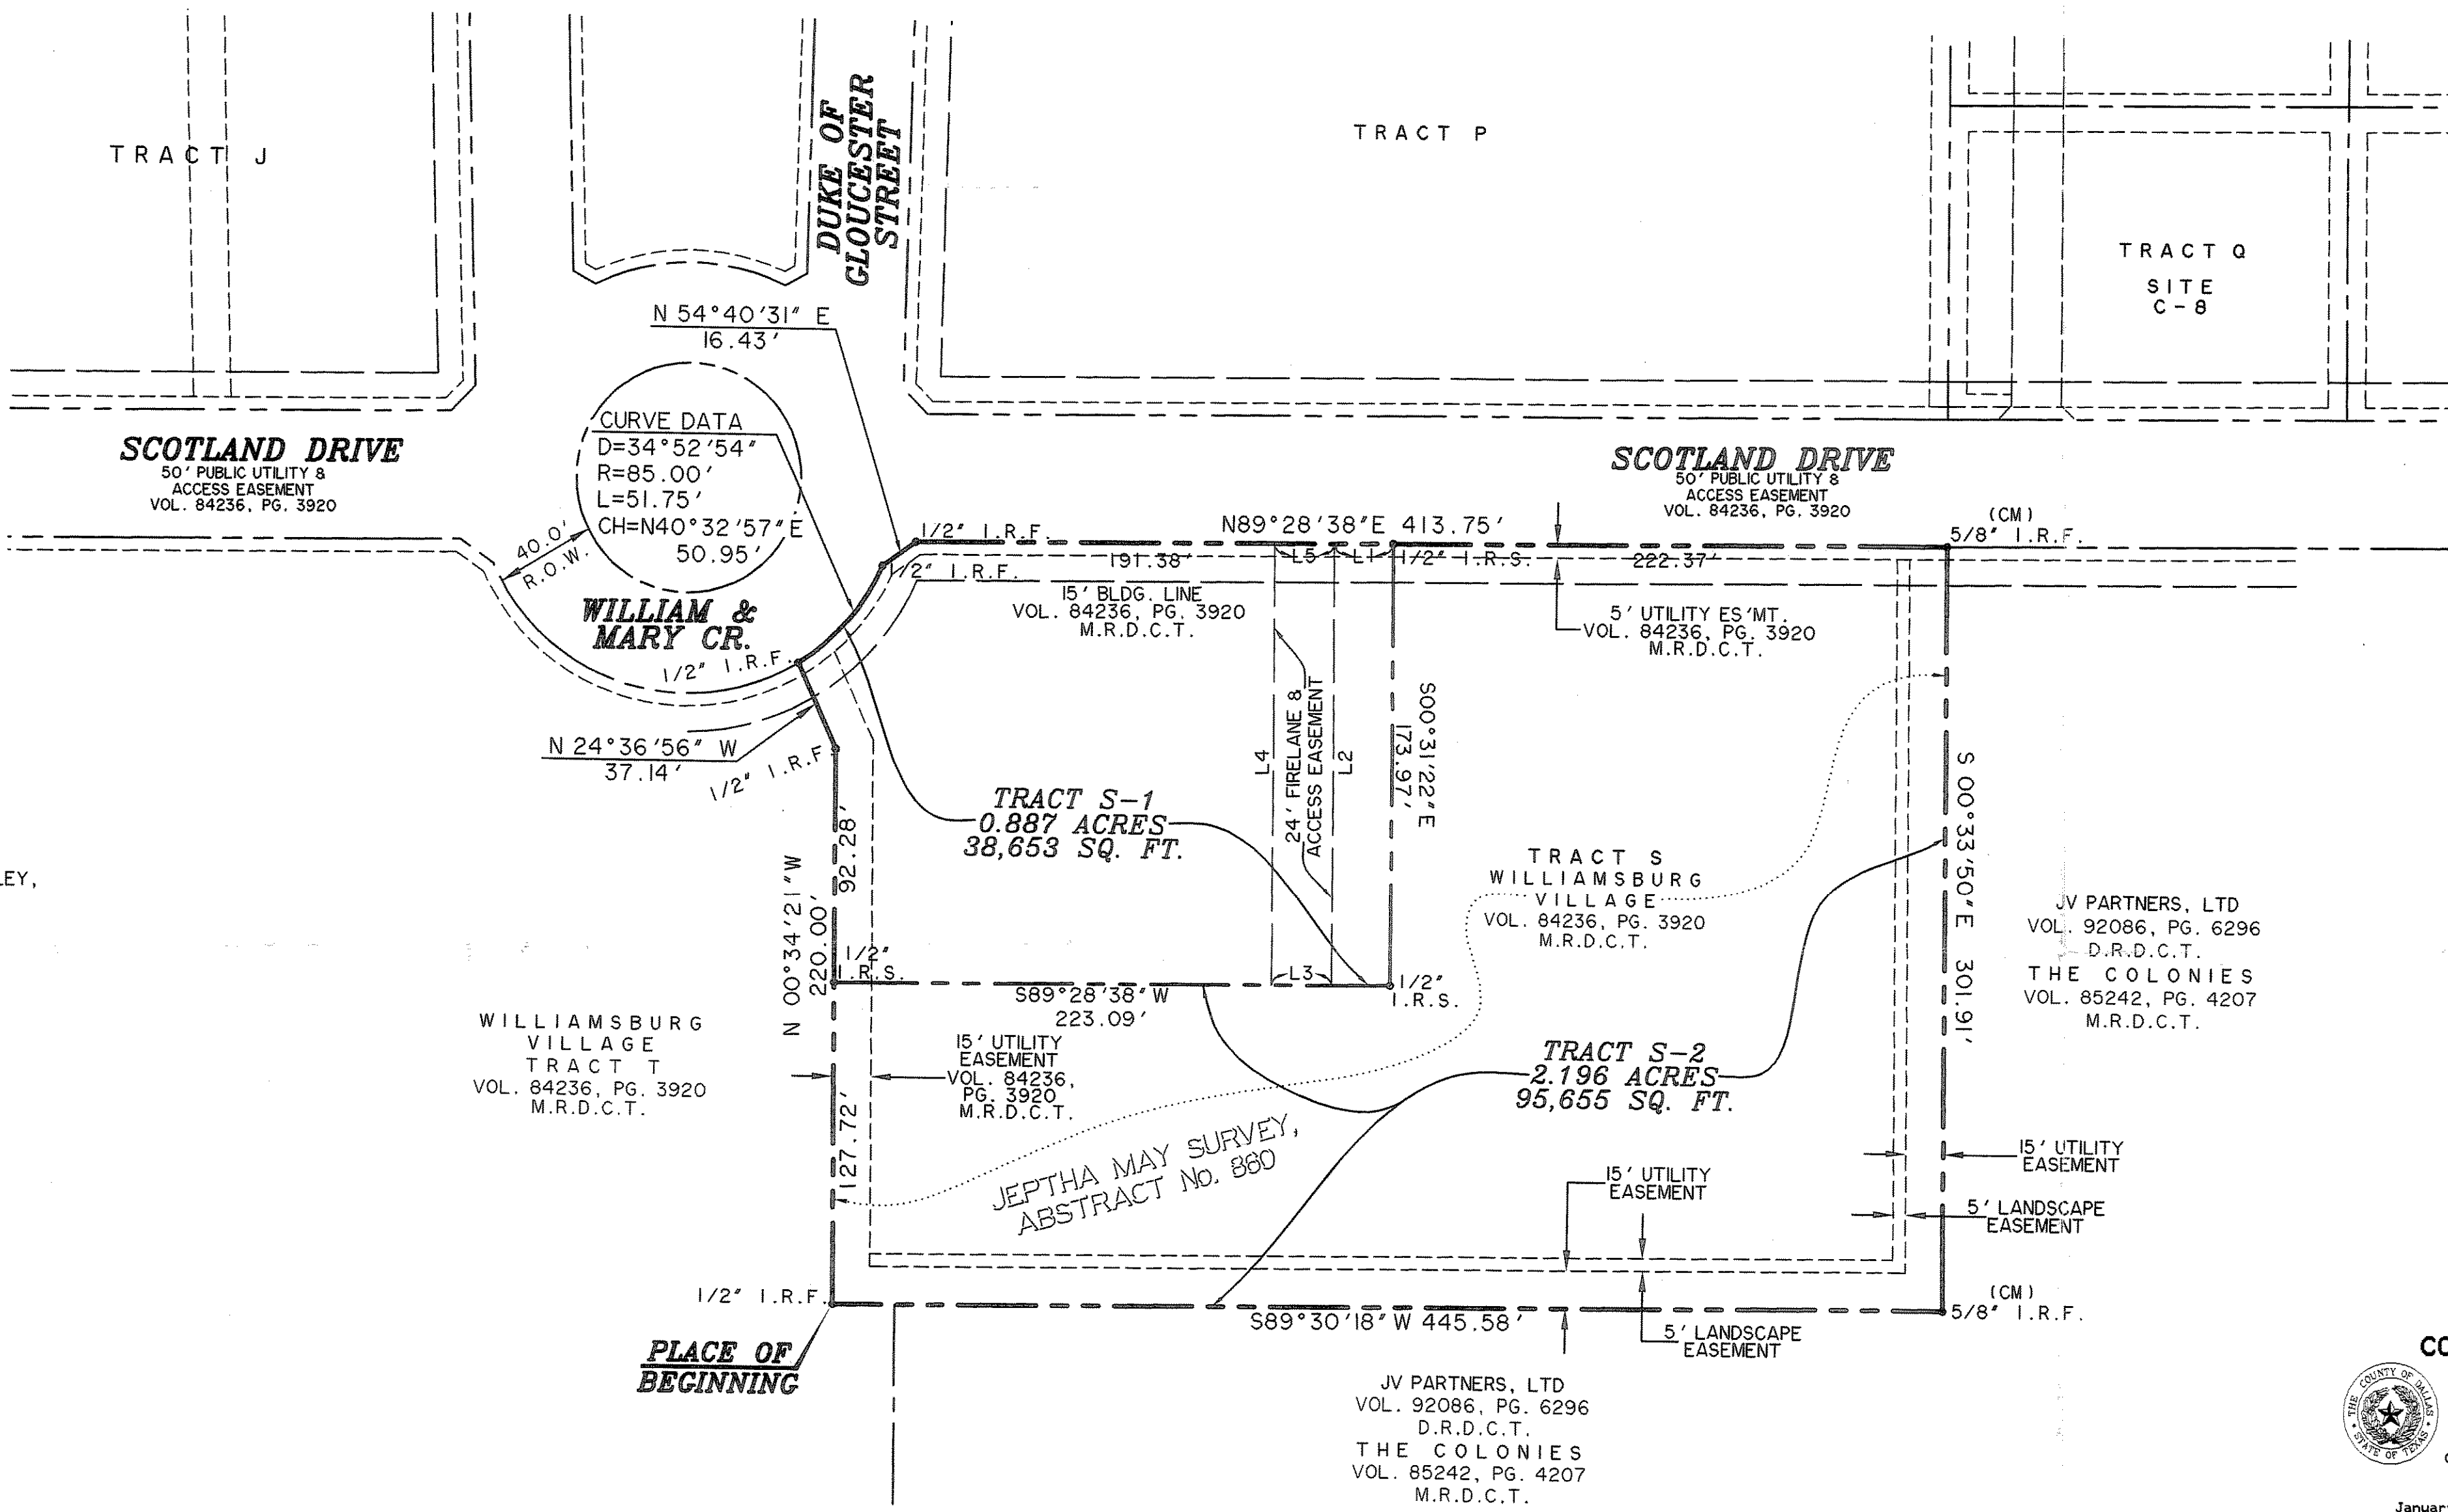 TRACT J
DUKE OF
GLOUCESTER
STREET
TRACT P
TRACT Q
SITE
C-8
N 54°40'31" E
16.43'
CURVE DATA
D=34°52'54"
R=85.00'
L=51.75'
CH=N40°32'57"E
50.95'
SCOTLAND DRIVE
50' PUBLIC UTILITY &
ACCESS EASEMENT
VOL. 84236, PG. 3920
40.0'
R.O.W.
WILLIAM &
MARY CR.
1/2" I.R.F.
1/2" I.R.F.
1/2" I.R.F.
N 24°36'56" W
37.14'
1/2" I.R.F
N89°28'38"E 413.75'
191.38'
L5
L1
1/2" I.R.S.
222.37'
SCOTLAND DRIVE
50' PUBLIC UTILITY &
ACCESS EASEMENT
VOL. 84236, PG. 3920
(CM)
5/8" I.R.F.
15' BLDG. LINE
VOL. 84236, PG. 3920
M.R.D.C.T.
5' UTILITY ES'MT.
VOL. 84236, PG. 3920
M.R.D.C.T.
L4
24' FIRELANE &
ACCESS EASEMENT
L2
S00°31'22"E
173.97'
TRACT S-1
0.887 ACRES
38,653 SQ. FT.
N 00°34'21"W
220.00'
92.28'
1/2"
I.R.S.
S89°28'38"W
223.09'
L3
1/2"
I.R.S.
TRACT S
WILLIAMSBURG
VILLAGE
VOL. 84236, PG. 3920
M.R.D.C.T.
S 00°33'50"E 301.91'
JV PARTNERS, LTD
VOL. 92086, PG. 6296
D.R.D.C.T.
THE COLONIES
VOL. 85242, PG. 4207
M.R.D.C.T.
LEY,
WILLIAMSBURG
VILLAGE
TRACT T
VOL. 84236, PG. 3920
M.R.D.C.T.
127.72'
15' UTILITY
EASEMENT
VOL. 84236,
PG. 3920
M.R.D.C.T.
TRACT S-2
2.196 ACRES
95,655 SQ. FT.
JEPTHA MAY SURVEY,
ABSTRACT No. 880
15' UTILITY
EASEMENT
15' UTILITY
EASEMENT
5' LANDSCAPE
EASEMENT
1/2" I.R.F.
PLACE OF
BEGINNING
S89°30'18"W 445.58'
5' LANDSCAPE
EASEMENT
(CM)
5/8" I.R.F.
JV PARTNERS, LTD
VOL. 92086, PG. 6296
D.R.D.C.T.
THE COLONIES
VOL. 85242, PG. 4207
M.R.D.C.T.
CO
THE COUNTY OF DALLAS
STATE OF TEXAS
Januar